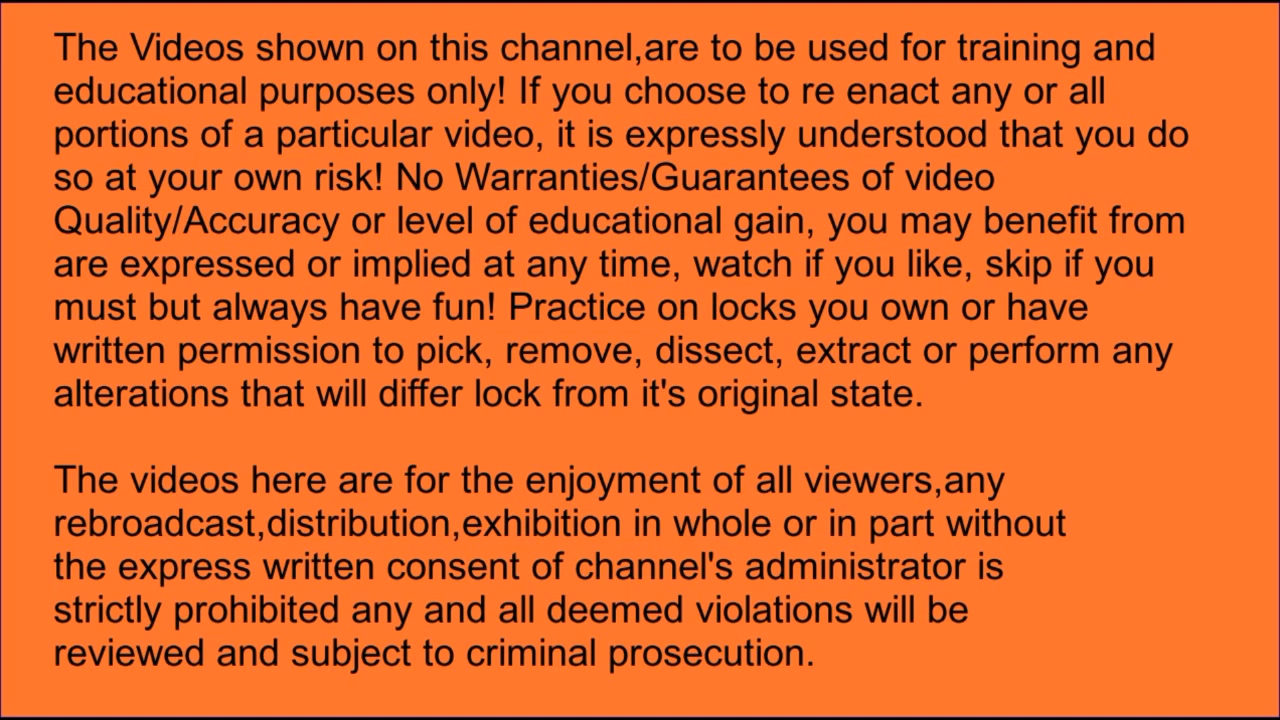 The Videos shown on this channel,are to be used for training and
educational purposes only! If you choose to re enact any or all
portions of a particular video, it is expressly understood that you do
so at your own risk! No Warranties/Guarantees of video
Quality/Accuracy or level of educational gain, you may benefit from
are expressed or implied at any time, watch if you like, skip if you
must but always have fun! Practice on locks you own or have
written permission to pick, remove, dissect, extract or perform any
alterations that will differ lock from it's original state.
The videos here are for the enjoyment of all viewers,any
rebroadcast,distribution,exhibition in whole or in part without
the express written consent of channel's administrator is
strictly prohibited any and all deemed violations will be
reviewed and subject to criminal prosecution.